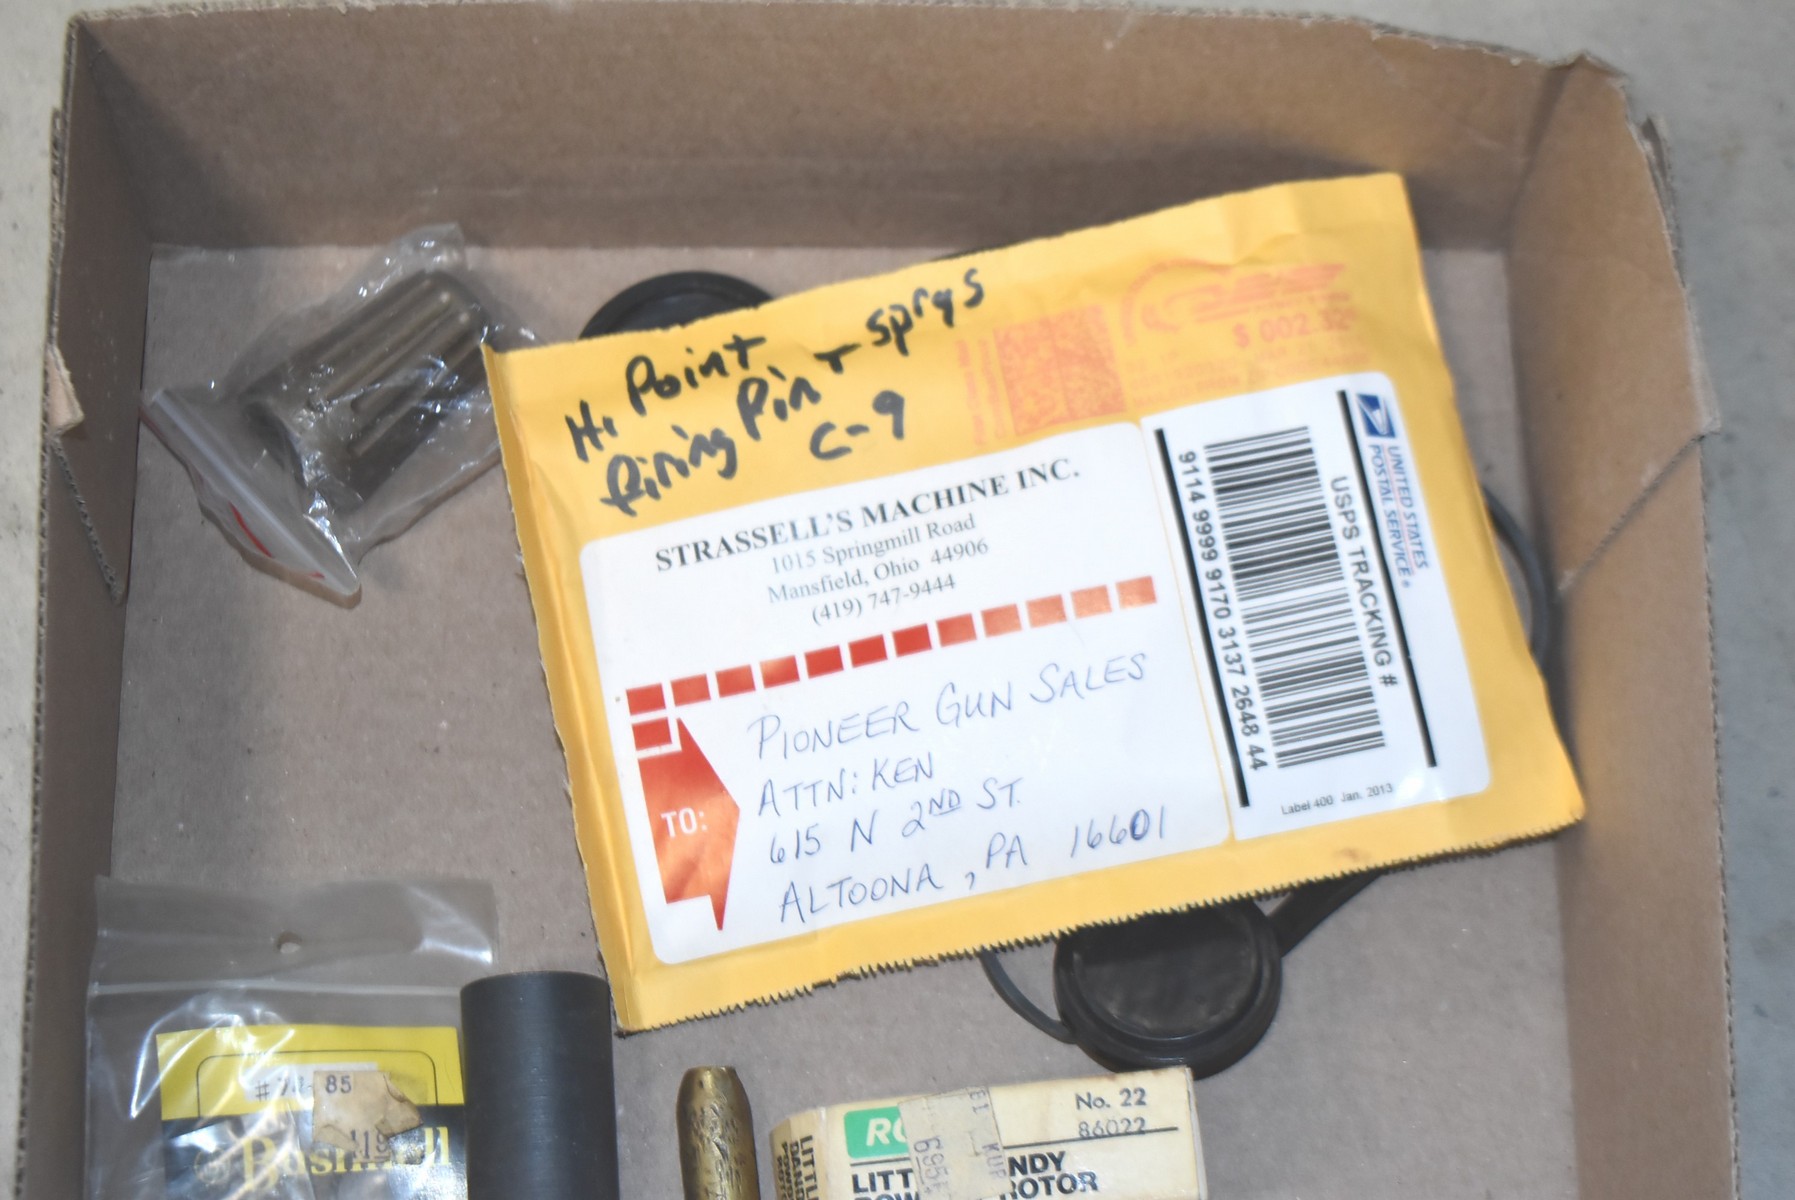 Hi Point
firing Pin + sprgs
C-9
$ 002.32
STRASSELL'S MACHINE INC.
1015 Springmill Road
Mansfield, Ohio 44906
(419) 747-9444
TO:
PIONEER GUN SALES
ATTN: KEN
615 N 2ND ST.
ALTOONA, PA 16601
UNITED STATES
POSTAL SERVICE®
USPS TRACKING #
9114 9999 9170 3137 2648 44
Label 400 Jan. 2013
85
Bushnell
No. 22
86022